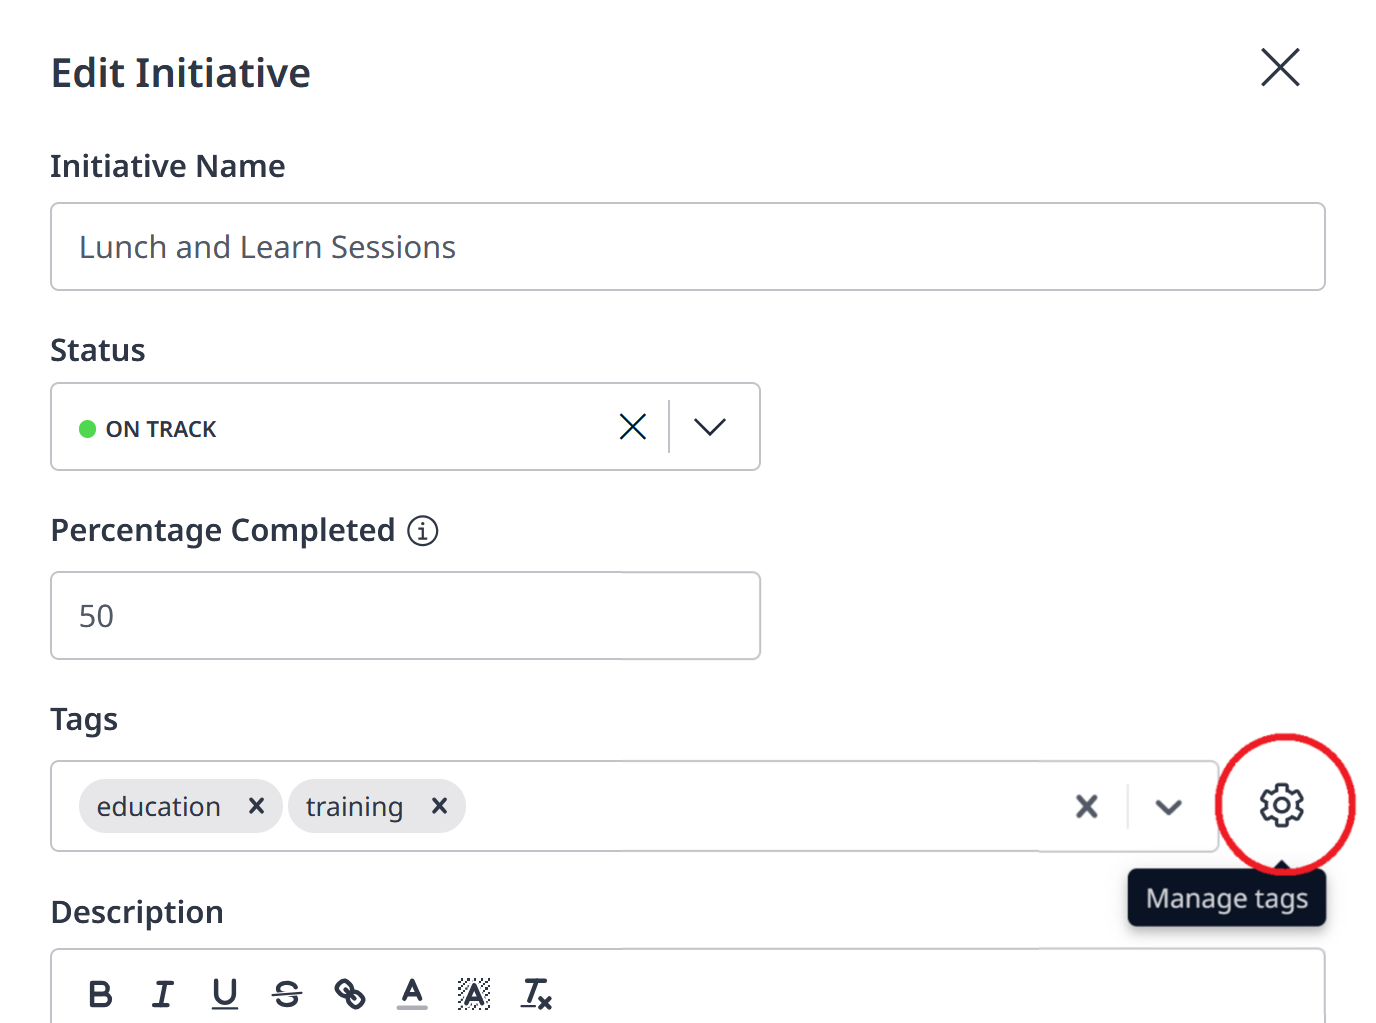 Edit Initiative
Initiative Name
Lunch and Learn Sessions
Status
ON TRACK
Percentage Completed
50
Tags
education training
Manage tags
Description
B I U S A A Tx